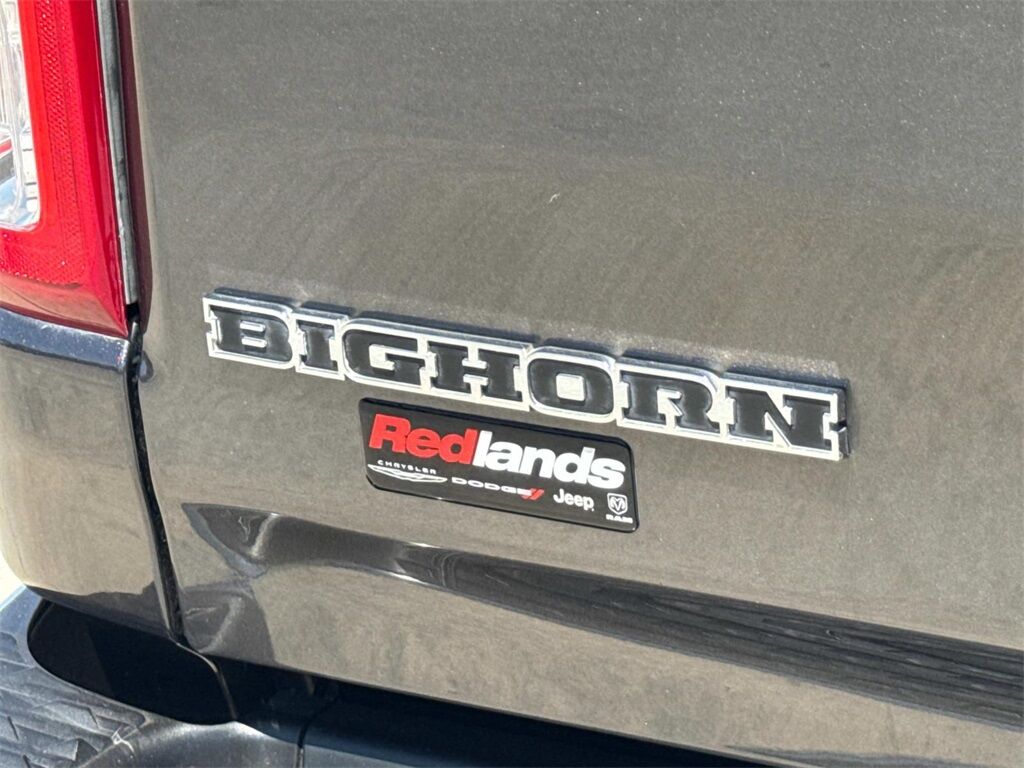 BIGHORN
Redlands
CHRYSLER DODGE Jeep RAM